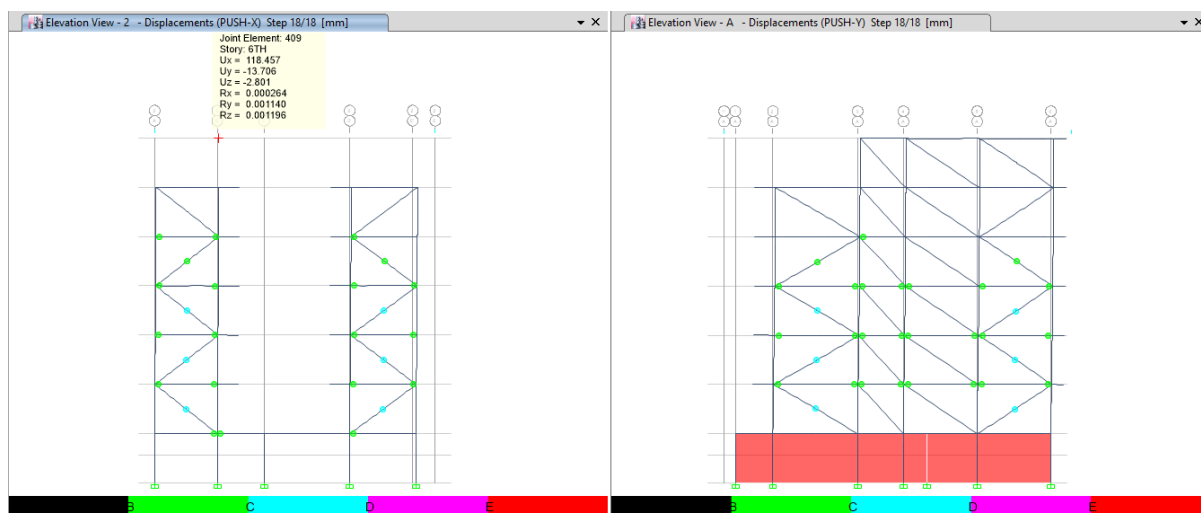 Elevation View - 2 - Displacements (PUSH-X) Step 18/18 [mm]
Joint Element: 409
Story: 6TH
Ux = 118.457
Uy = -13.706
Uz = -2.801
Rx = 0.000264
Ry = 0.001140
Rz = 0.001196
B C D E
Elevation View - A - Displacements (PUSH-Y) Step 18/18 [mm]
B C D E